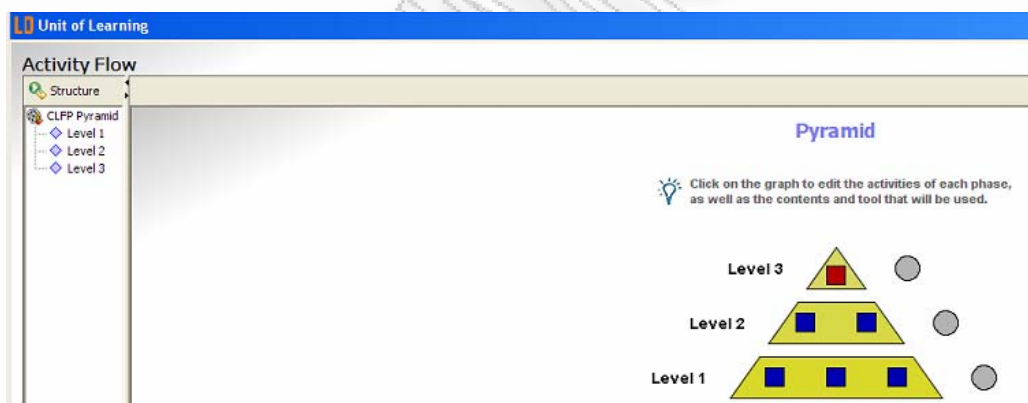 LD Unit of Learning
Activity Flow
Structure
CLFP Pyramid
Level 1
Level 2
Level 3
Pyramid
Click on the graph to edit the activities of each phase,
as well as the contents and tool that will be used.
Level 3
Level 2
Level 1